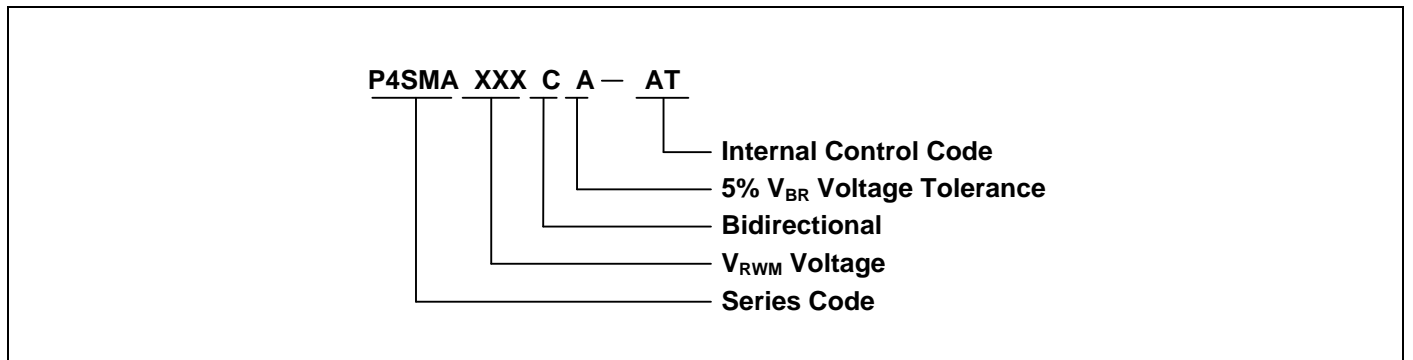 P4SMA XXX C A — AT
Internal Control Code
5% VBR Voltage Tolerance
Bidirectional
VRWM Voltage
Series Code